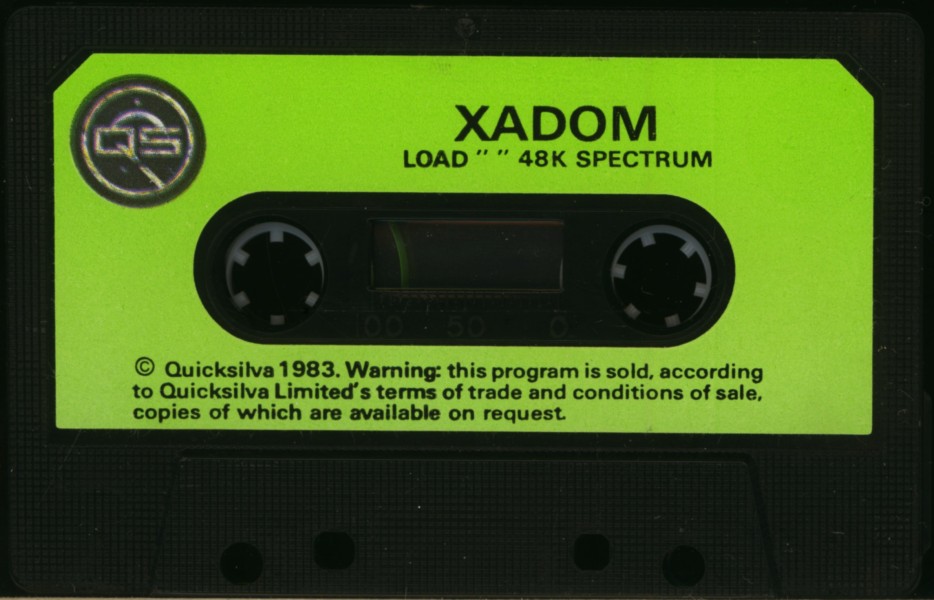 QS
XADOM
LOAD " " 48K SPECTRUM
00 50 0
© Quicksilva 1983. Warning: this program is sold, according
to Quicksilva Limited's terms of trade and conditions of sale,
copies of which are available on request.